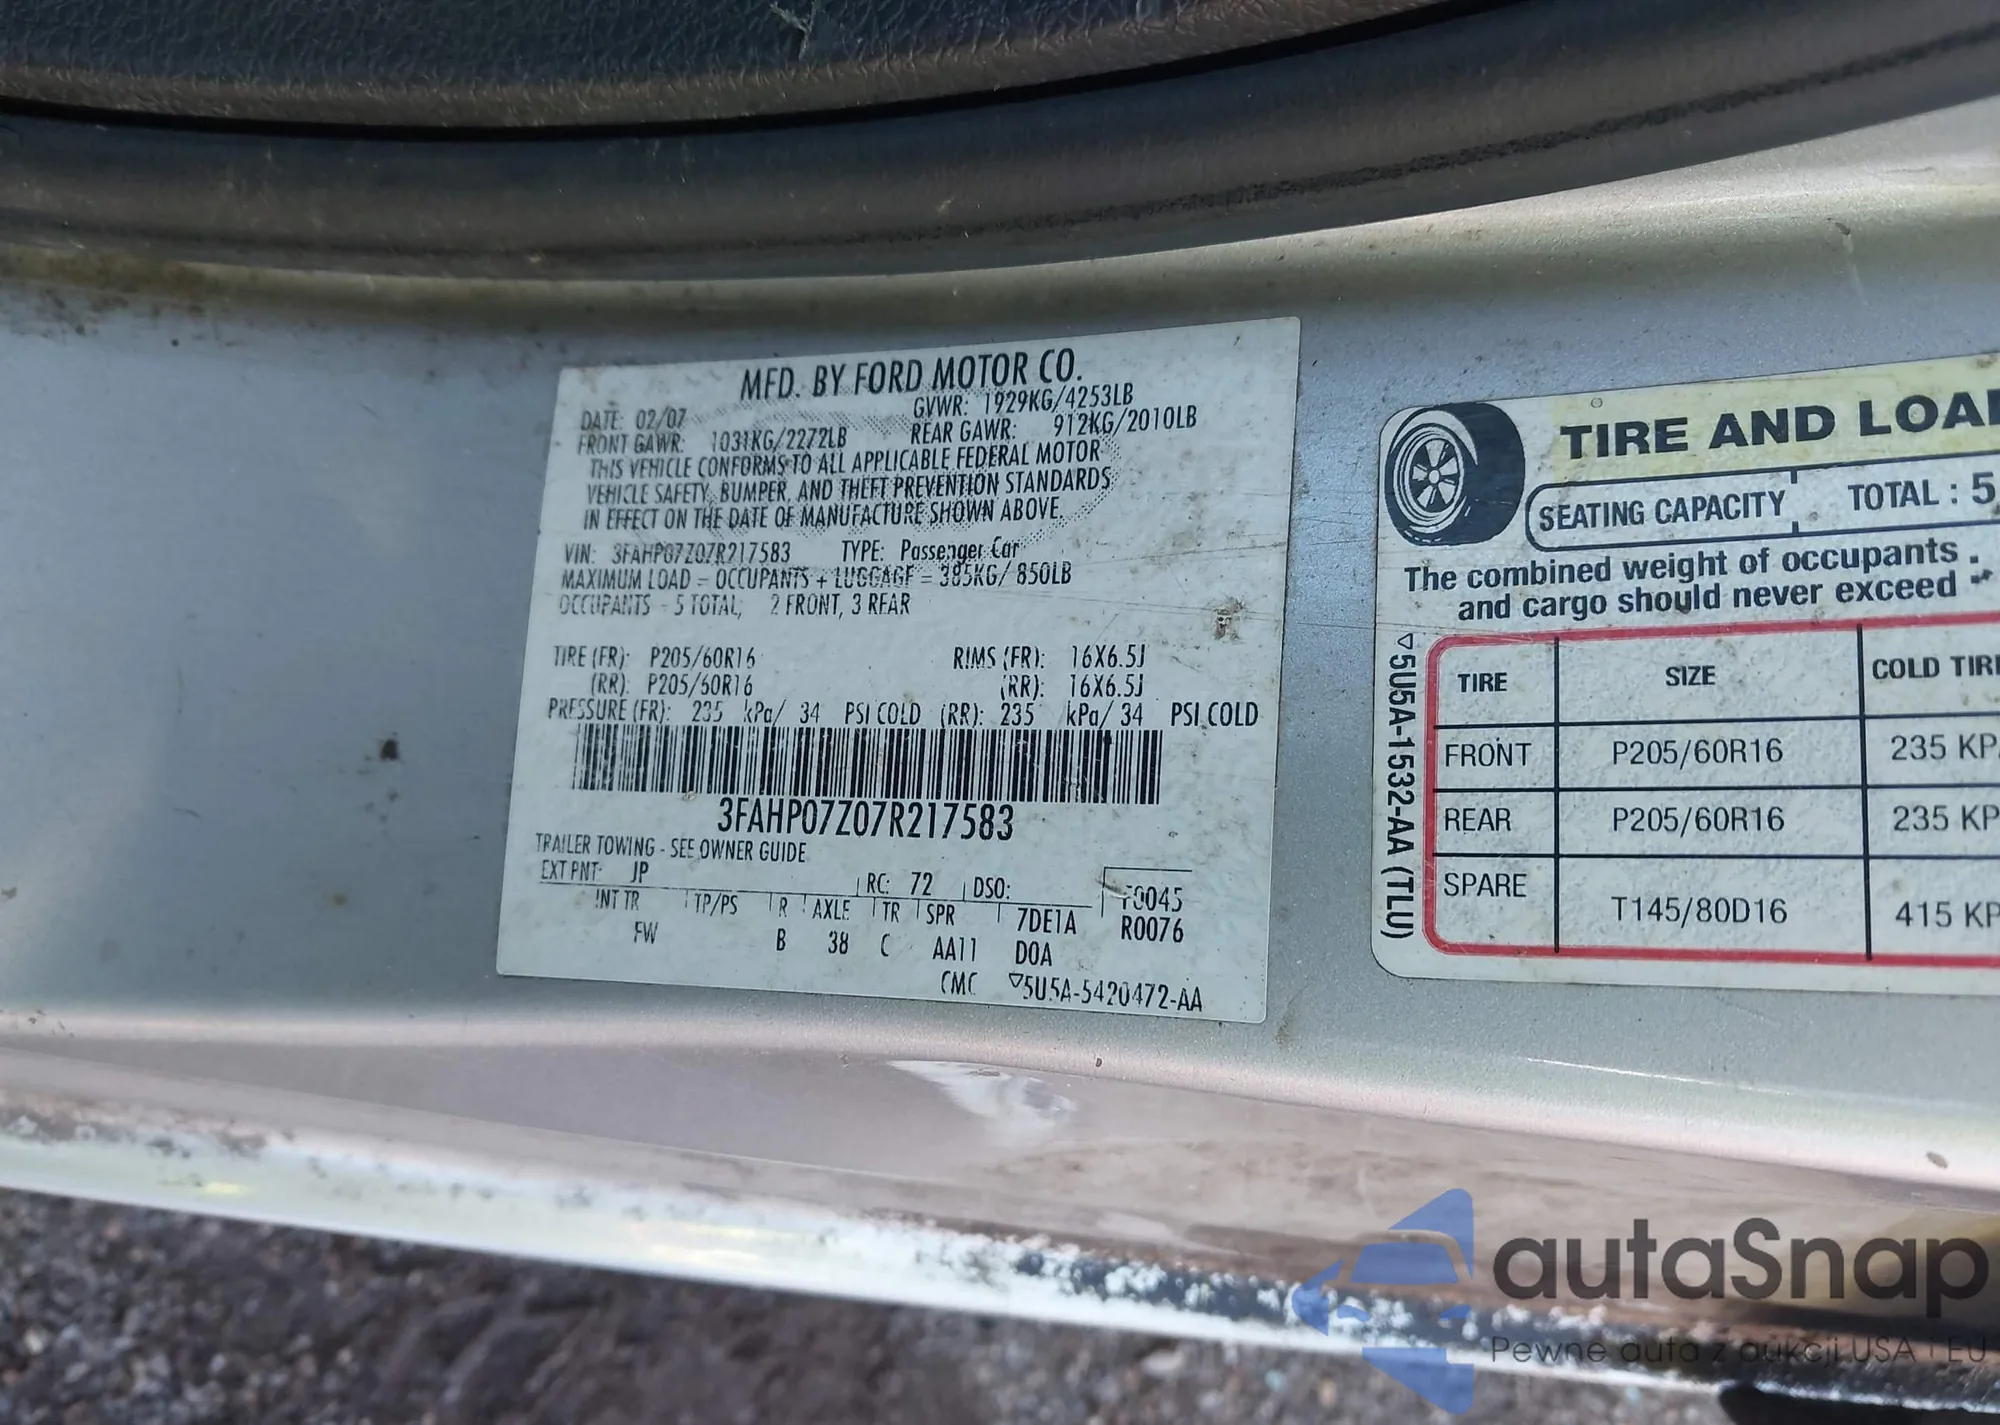 MFD. BY FORD MOTOR CO.
DATE: 02/07 GVWR: 1929KG/4253LB
FRONT GAWR: 1031KG/2272LB REAR GAWR: 912KG/2010LB
THIS VEHICLE CONFORMS TO ALL APPLICABLE FEDERAL MOTOR
VEHICLE SAFETY, BUMPER, AND THEFT PREVENTION STANDARDS
IN EFFECT ON THE DATE OF MANUFACTURE SHOWN ABOVE.
VIN: 3FAHP07Z07R217583 TYPE: Passenger Car
MAXIMUM LOAD = OCCUPANTS + LUGGAGE = 385KG/ 850LB
OCCUPANTS - 5 TOTAL, 2 FRONT, 3 REAR
TIRE (FR): P205/60R16 RIMS (FR): 16X6.5J
(RR): P205/60R16 (RR): 16X6.5J
PRESSURE (FR): 235 kPa/ 34 PSI COLD (RR): 235 kPa/ 34 PSI COLD
3FAHP07Z07R217583
TRAILER TOWING - SEE OWNER GUIDE
EXT PNT: JP RC: 72 DSO:
INT TR TP/PS R AXLE TR SPR 7DE1A F0045
FW B 38 C AA11 D0A R0076
CMC ▽5U5A-5420472-AA
TIRE AND LOA
SEATING CAPACITY TOTAL : 5
The combined weight of occupants
and cargo should never exceed
▽5U5A-1532-AA (TLU)
TIRE SIZE COLD TIRE
FRONT P205/60R16 235 KP
REAR P205/60R16 235 KP
SPARE T145/80D16 415 KP
autaSnap
Pewne auta z aukcji USA i EU